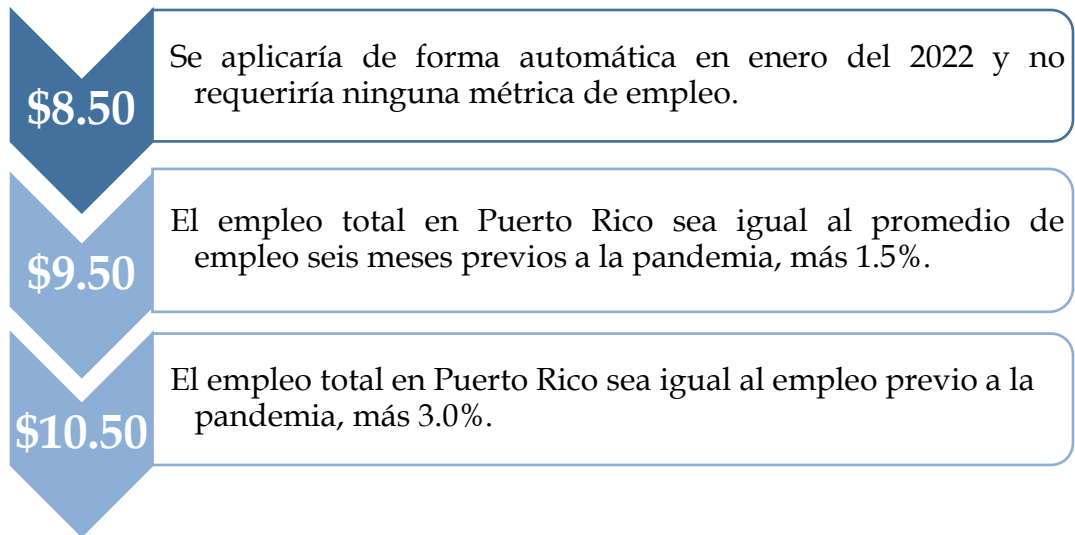 $8.50
Se aplicaría de forma automática en enero del 2022 y no
requeriría ninguna métrica de empleo.
$9.50
El empleo total en Puerto Rico sea igual al promedio de
empleo seis meses previos a la pandemia, más 1.5%.
$10.50
El empleo total en Puerto Rico sea igual al empleo previo a la
pandemia, más 3.0%.